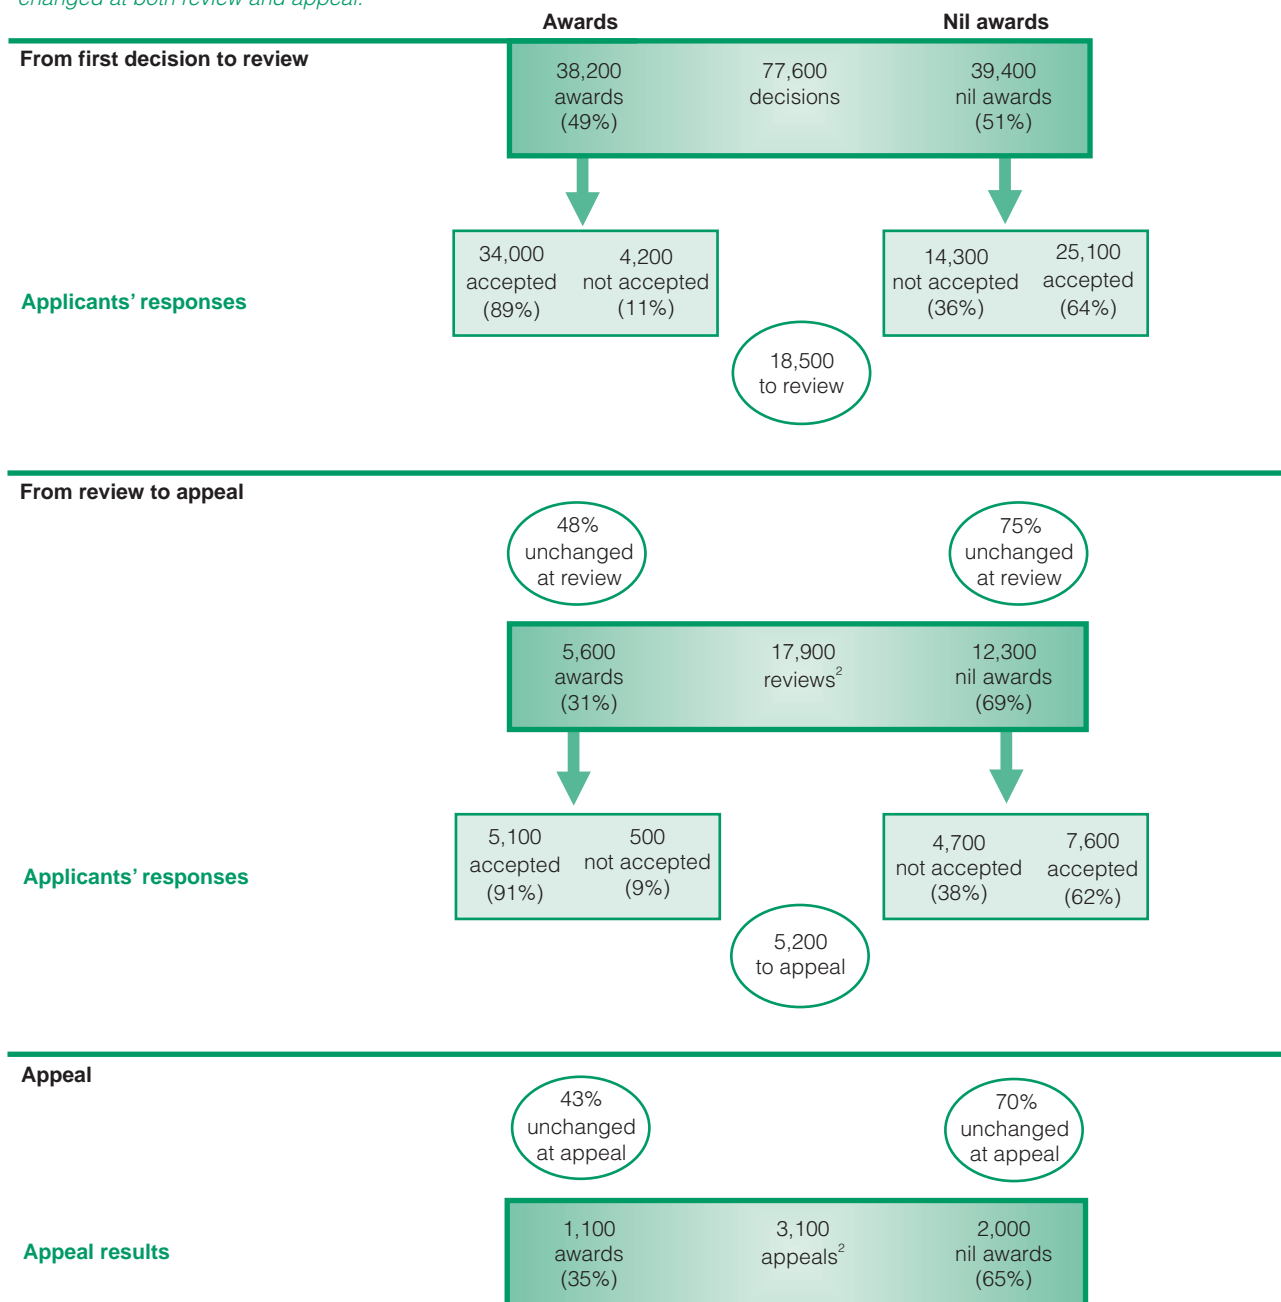 changed at both review and appeal.
Awards
Nil awards
From first decision to review
38,200
awards
(49%)
77,600
decisions
39,400
nil awards
(51%)
Applicants' responses
34,000
accepted
(89%)
4,200
not accepted
(11%)
14,300
not accepted
(36%)
25,100
accepted
(64%)
18,500
to review
From review to appeal
48%
unchanged
at review
75%
unchanged
at review
5,600
awards
(31%)
17,900
reviews²
12,300
nil awards
(69%)
Applicants' responses
5,100
accepted
(91%)
500
not accepted
(9%)
4,700
not accepted
(38%)
7,600
accepted
(62%)
5,200
to appeal
Appeal
43%
unchanged
at appeal
70%
unchanged
at appeal
Appeal results
1,100
awards
(35%)
3,100
appeals²
2,000
nil awards
(65%)